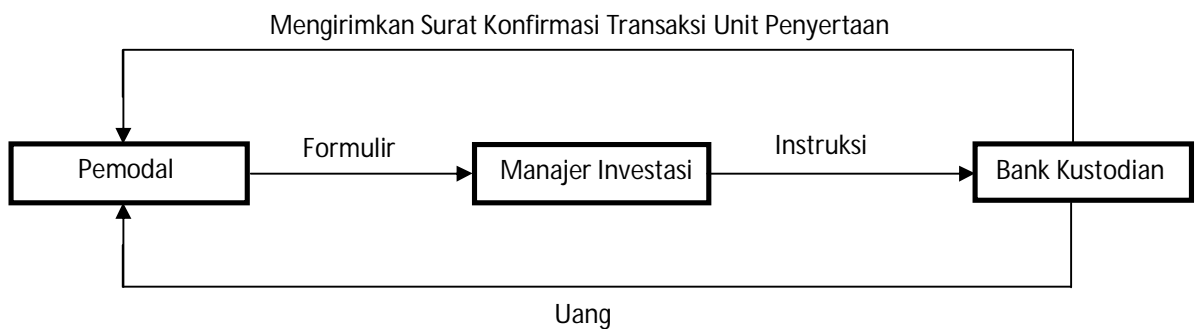 Mengirimkan Surat Konfirmasi Transaksi Unit Penyertaan
Pemodal
Formulir
Manajer Investasi
Instruksi
Bank Kustodian
Uang